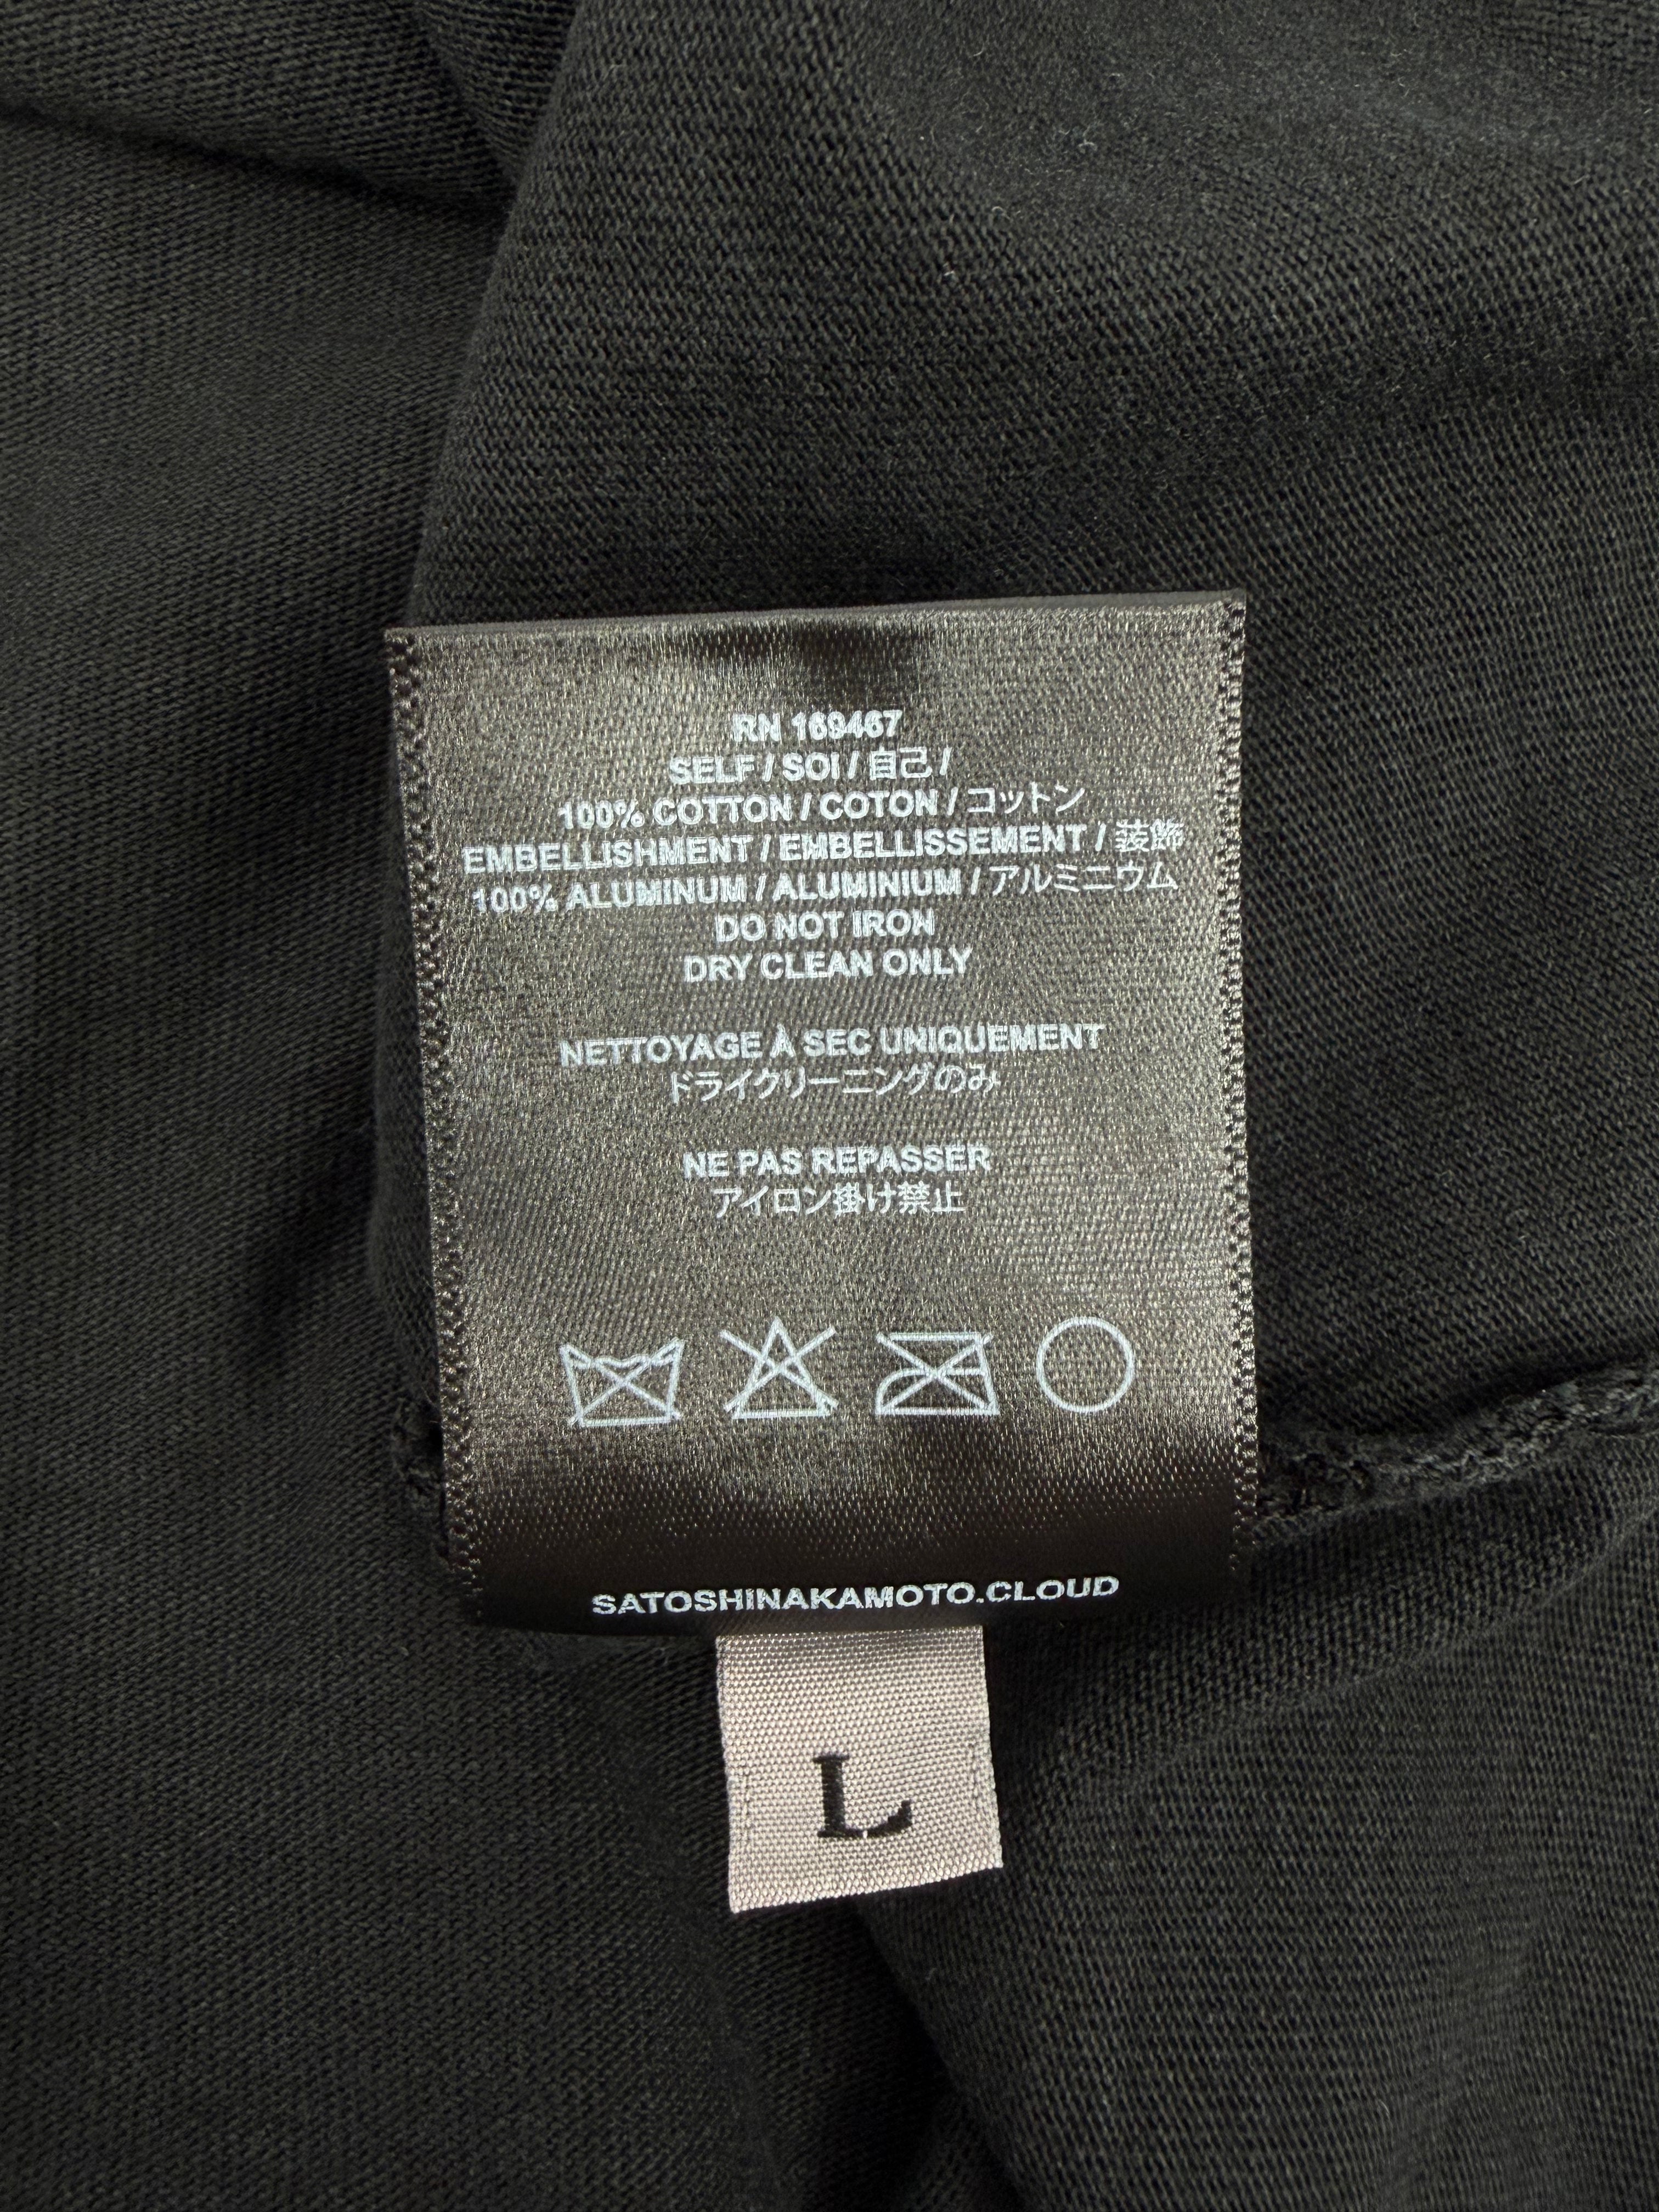 RN 169467
SELF / SOI / 自己 /
100% COTTON / COTON / コットン
EMBELLISHMENT / EMBELLISSEMENT / 装飾
100% ALUMINUM / ALUMINIUM / アルミニウム
DO NOT IRON
DRY CLEAN ONLY
NETTOYAGE À SEC UNIQUEMENT
ドライクリーニングのみ
NE PAS REPASSER
アイロン掛け禁止
SATOSHINAKAMOTO.CLOUD
L